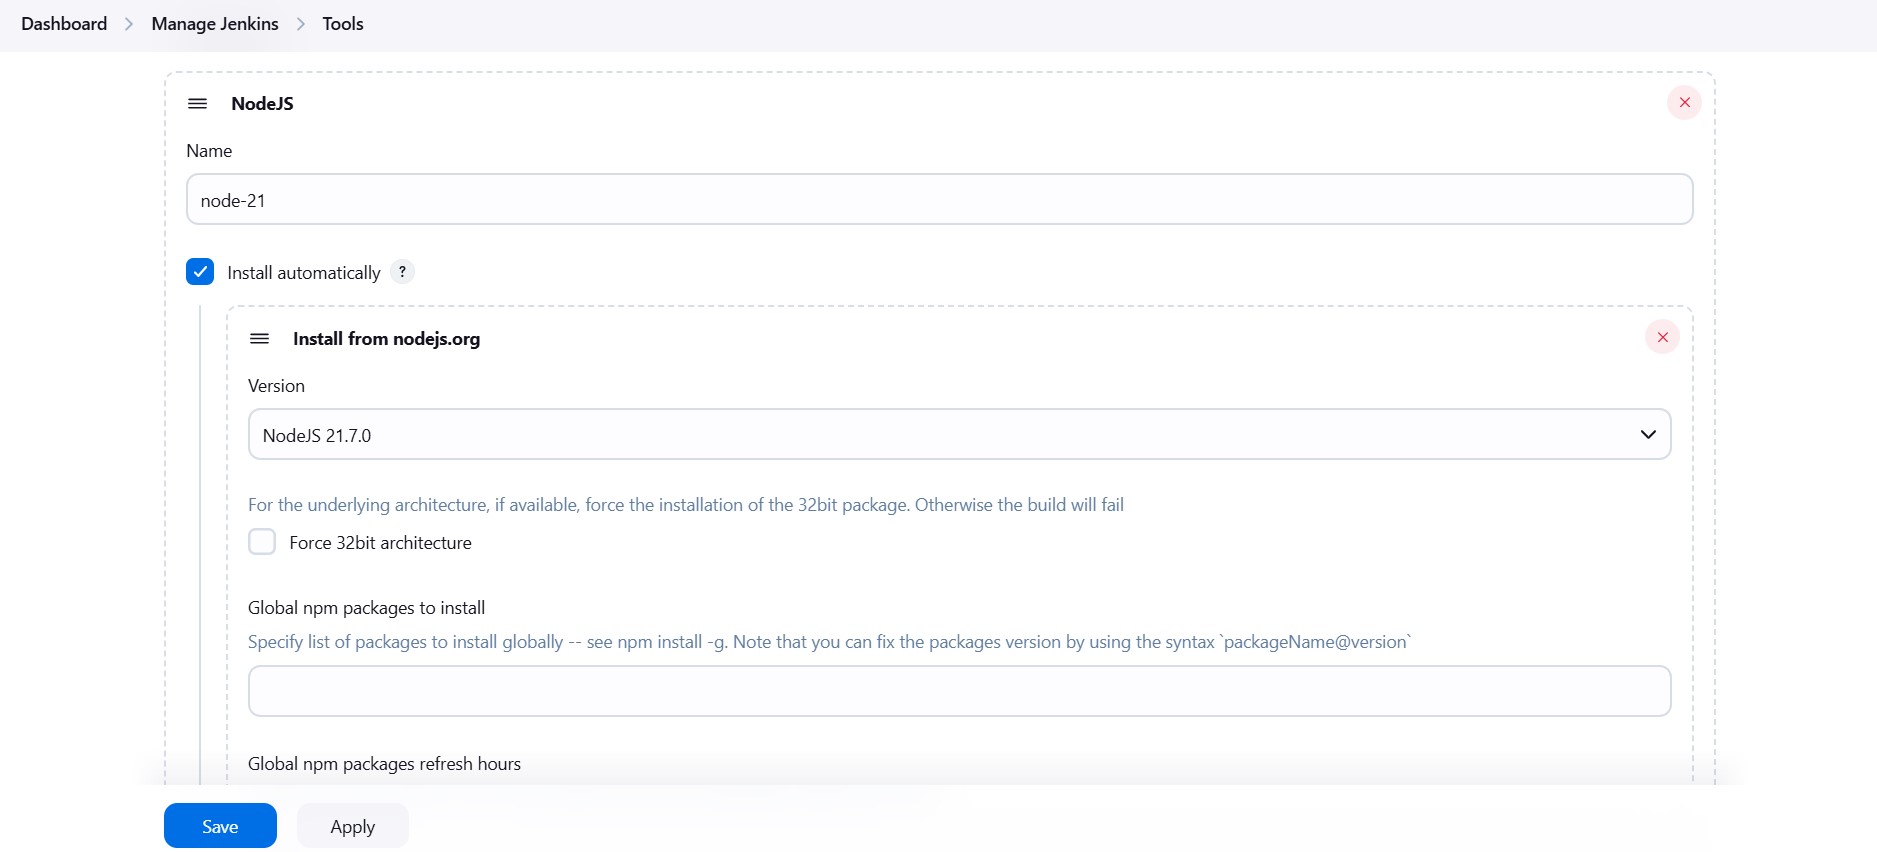 Dashboard > Manage Jenkins > Tools
NodeJS
Name
node-21
Install automatically ?
Install from nodejs.org
Version
NodeJS 21.7.0
For the underlying architecture, if available, force the installation of the 32bit package. Otherwise the build will fail
Force 32bit architecture
Global npm packages to install
Specify list of packages to install globally -- see npm install -g. Note that you can fix the packages version by using the syntax `packageName@version`
Global npm packages refresh hours
Save Apply